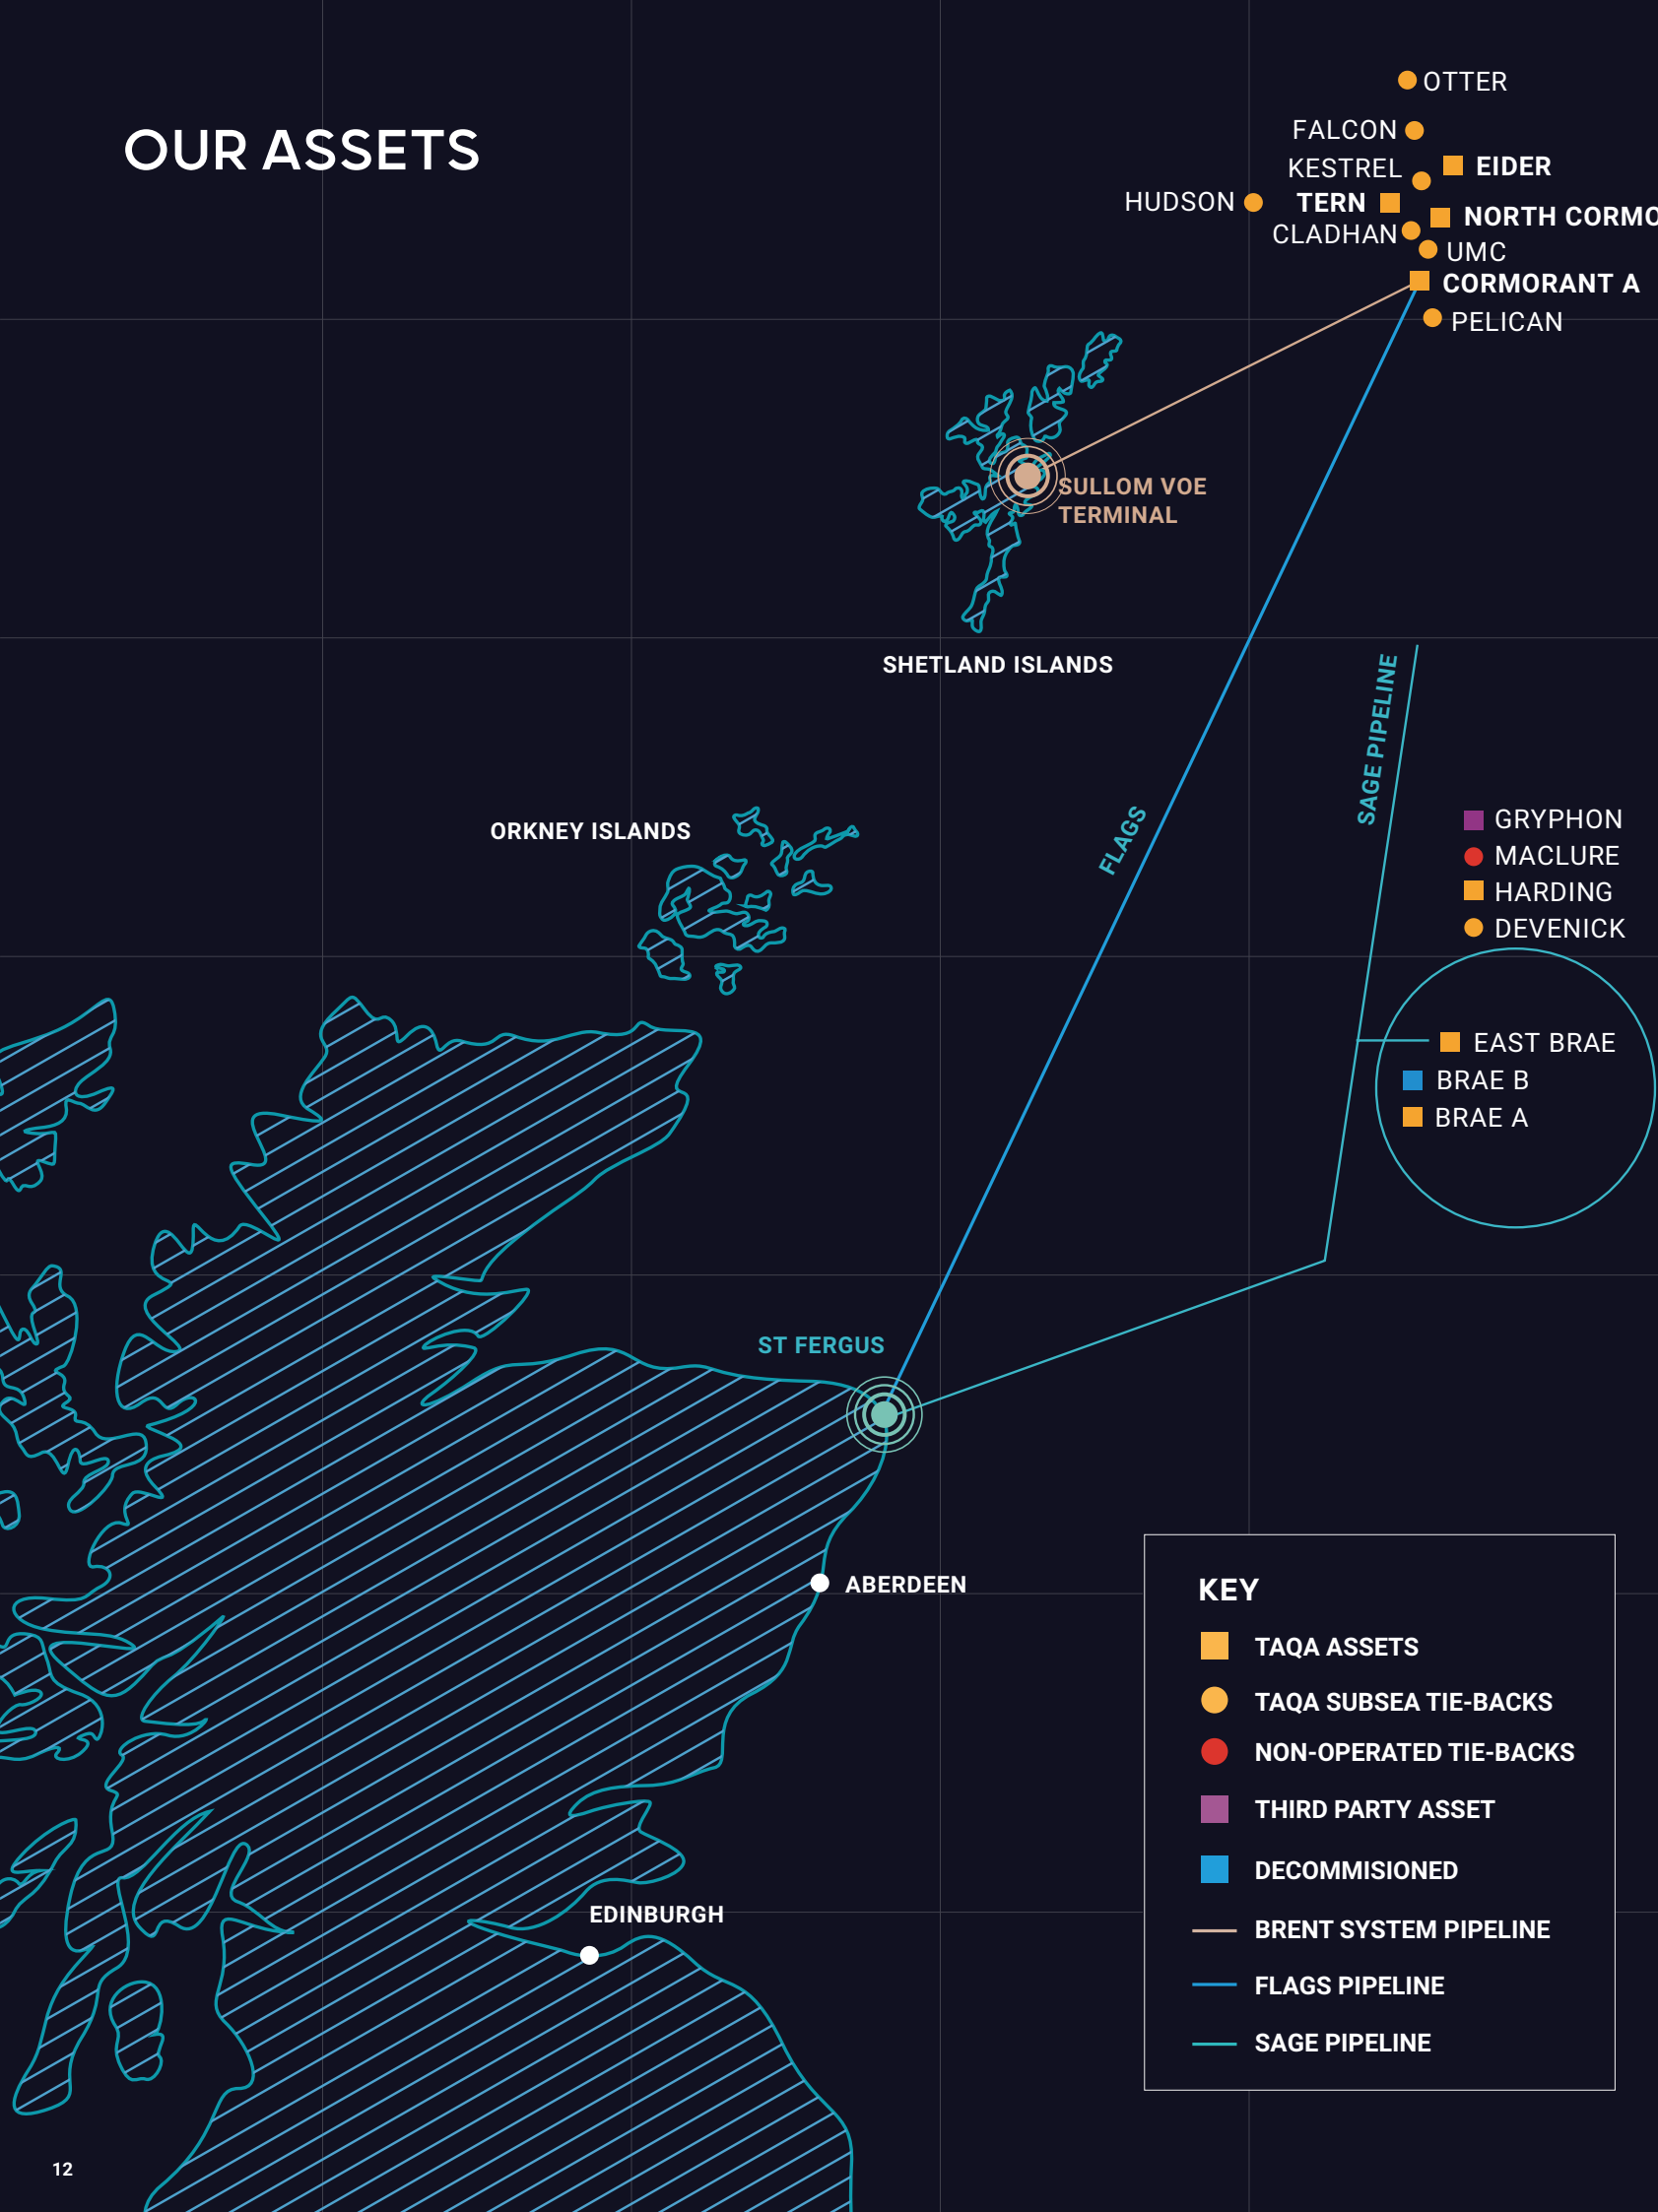 OUR ASSETS
OTTER
FALCON
KESTREL
EIDER
HUDSON
TERN
NORTH CORMO
CLADHAN
UMC
CORMORANT A
PELICAN
SULLOM VOE
TERMINAL
SHETLAND ISLANDS
SAGE PIPELINE
ORKNEY ISLANDS
FLAGS
GRYPHON
MACLURE
HARDING
DEVENICK
EAST BRAE
BRAE B
BRAE A
ST FERGUS
ABERDEEN
EDINBURGH
KEY
TAQA ASSETS
TAQA SUBSEA TIE-BACKS
NON-OPERATED TIE-BACKS
THIRD PARTY ASSET
DECOMMISIONED
BRENT SYSTEM PIPELINE
FLAGS PIPELINE
SAGE PIPELINE
12